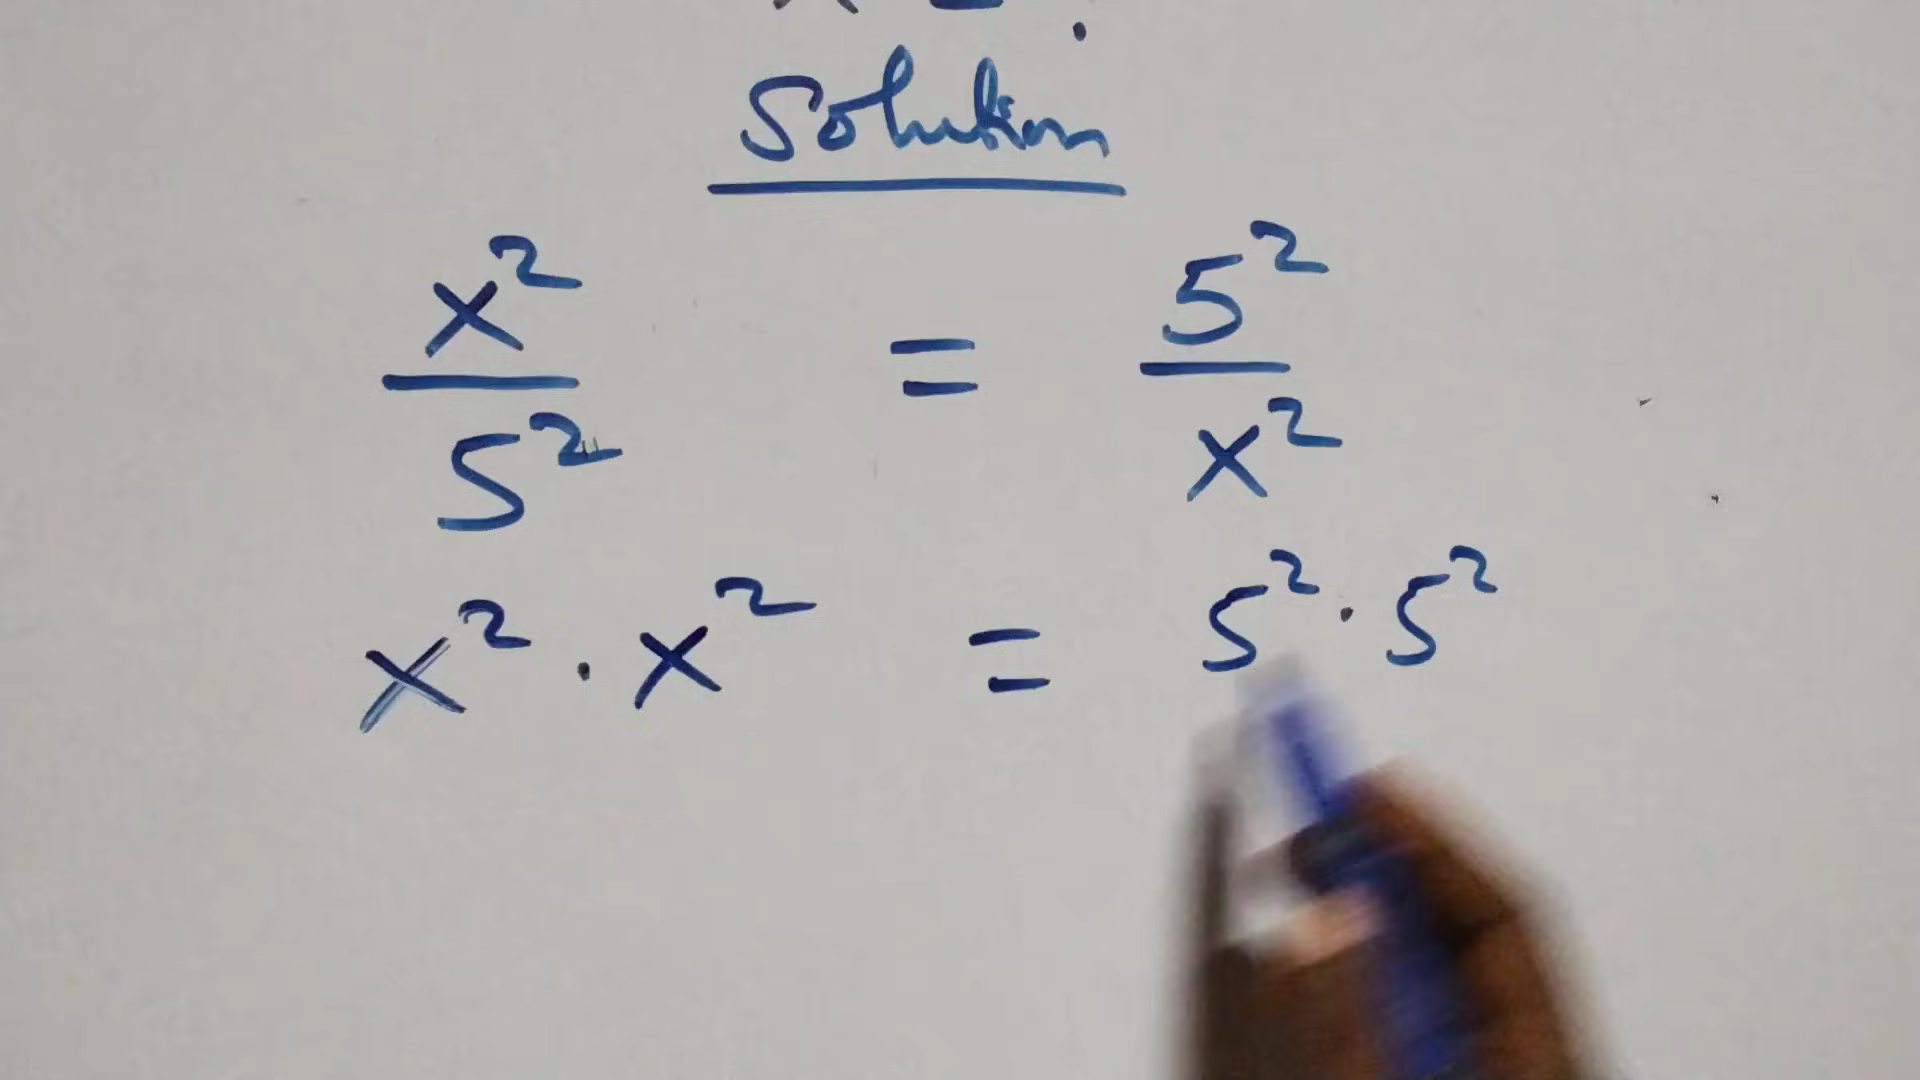 Solution
x²/5² = 5²/x²
x² · x² = 5² · 5²